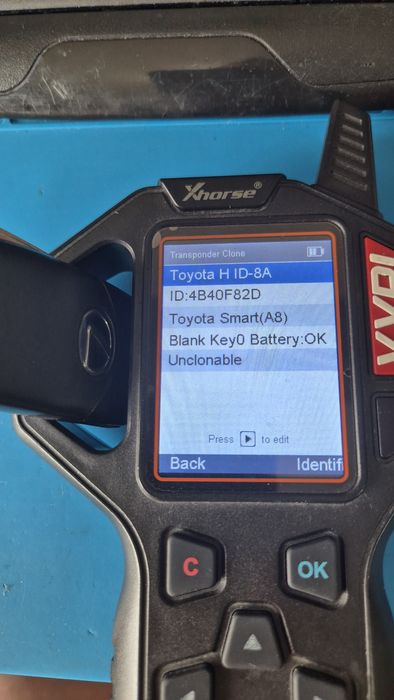 Xhorse®
Transponder Clone
Toyota H ID-8A
ID:4B40F82D
Toyota Smart(A8)
Blank Key0 Battery:OK
Unclonable
Press ▶ to edit
Back Identif
VVDI
C
OK